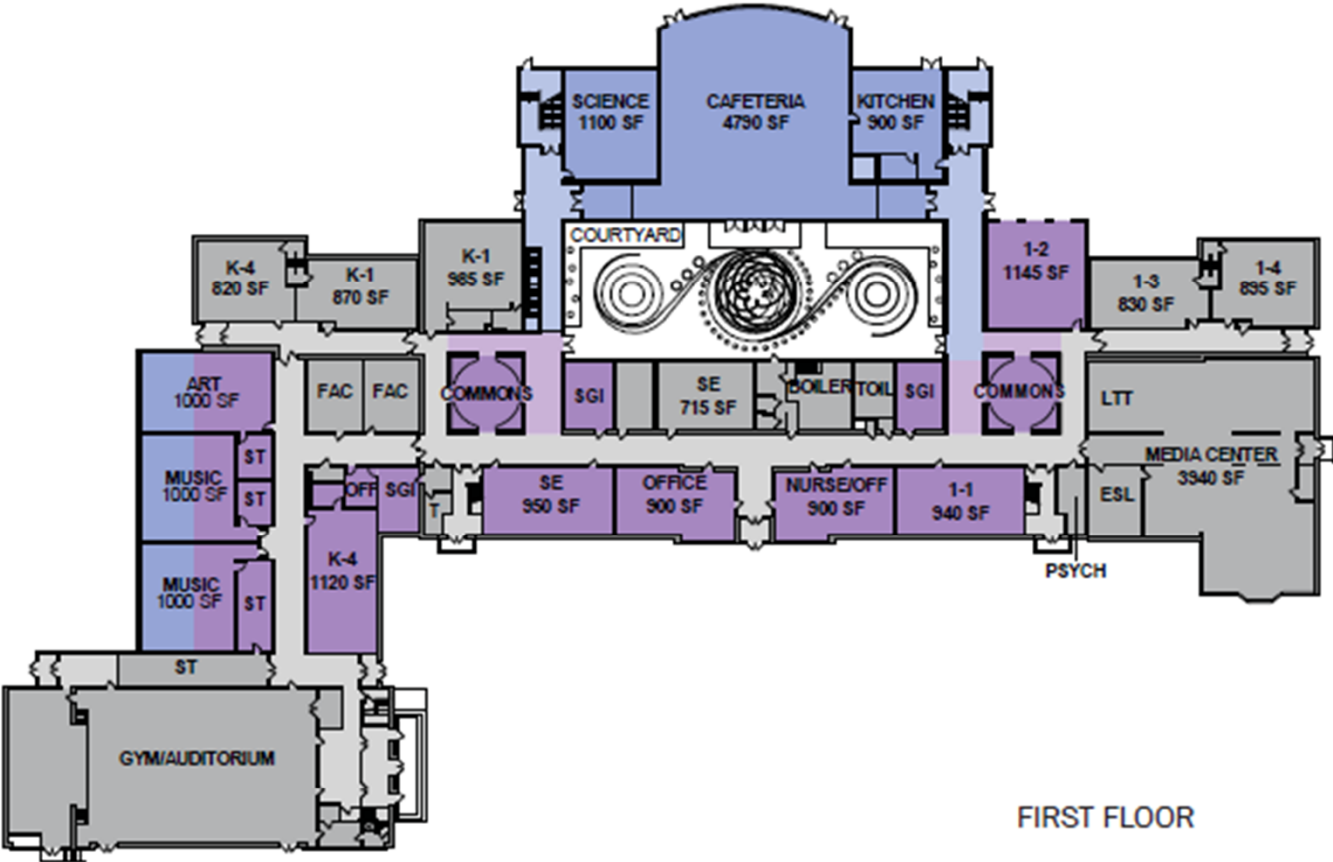 SCIENCE
1100 SF
CAFETERIA
4790 SF
KITCHEN
900 SF
COURTYARD
K-4
820 SF
K-1
870 SF
K-1
985 SF
1-2
1145 SF
1-3
830 SF
1-4
895 SF
ART
1000 SF
FAC
FAC
COMMONS
SGI
SE
715 SF
BOILER
TOIL
SGI
COMMONS
LTT
MUSIC
1000 SF
ST
ST
OFF
SGI
T
SE
950 SF
OFFICE
900 SF
NURSE/OFF
900 SF
1-1
940 SF
ESL
MEDIA CENTER
3940 SF
PSYCH
K-4
1120 SF
MUSIC
1000 SF
ST
ST
GYM/AUDITORIUM
FIRST FLOOR